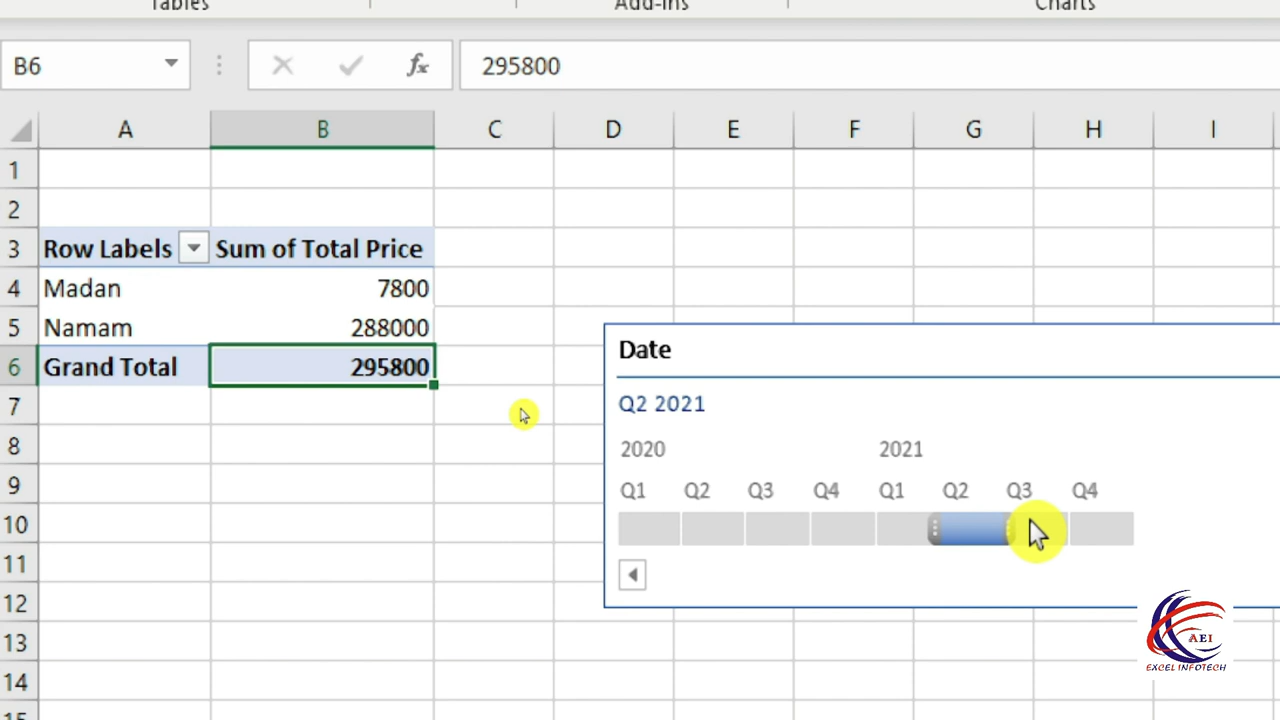 Tables Add-ins Charts
B6 fx 295800
A B C D E F G H I
1
2
3 Row Labels Sum of Total Price
4 Madan 7800
5 Namam 288000
6 Grand Total 295800
7
8
9
10
11
12
13
14
15
Date
Q2 2021
2020 2021
Q1 Q2 Q3 Q4 Q1 Q2 Q3 Q4
AEI
EXCEL INFOTECH